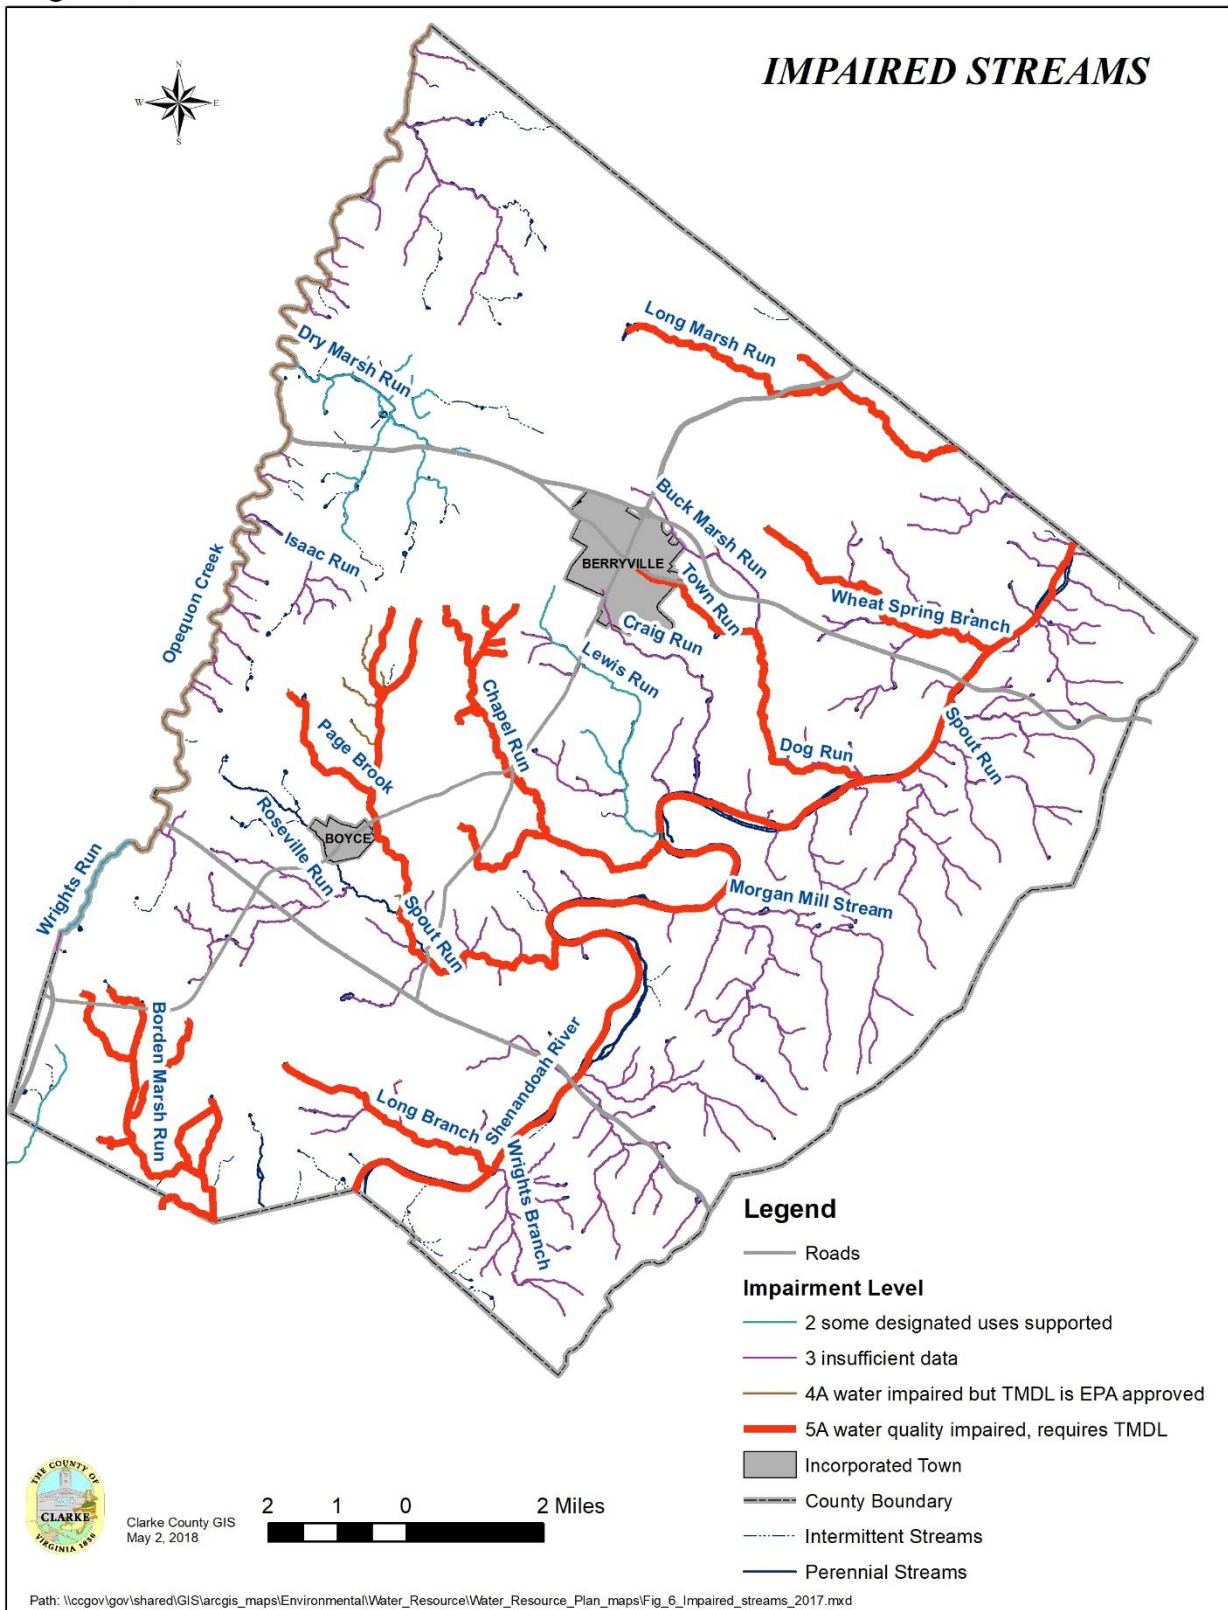 IMPAIRED STREAMS
N
W E
S
Long Marsh Run
Dry Marsh Run
Buck Marsh Run
Isaac Run
BERRYVILLE
Town Run
Opequon Creek
Wheat Spring Branch
Craig Run
Lewis Run
Chapel Run
Page Brook
Spout Run
Dog Run
Roseville Run
BOYCE
Wrights Run
Spout Run
Morgan Mill Stream
Borden Marsh Run
Shenandoah River
Long Branch
Wrights Branch
Legend
Roads
Impairment Level
2 some designated uses supported
3 insufficient data
4A water impaired but TMDL is EPA approved
5A water quality impaired, requires TMDL
Incorporated Town
County Boundary
Intermittent Streams
Perennial Streams
THE COUNTY OF
CLARKE
VIRGINIA 1836
Clarke County GIS
May 2, 2018
2 1 0 2 Miles
Path: \\ccgov\gov\shared\GIS\arcgis_maps\Environmental\Water_Resource\Water_Resource_Plan_maps\Fig_6_Impaired_streams_2017.mxd